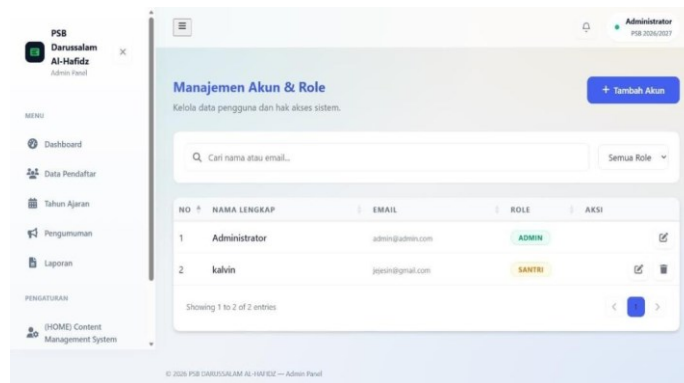 PSB
Darussalam
Al-Hafidz
Admin Panel
MENU
Dashboard
Data Pendaftar
Tahun Ajaran
Pengumuman
Laporan
PENGATURAN
(HOME) Content
Management System
Administrator
PSB 2026/2027
Manajemen Akun & Role
Kelola data pengguna dan hak akses sistem.
+ Tambah Akun
Cari nama atau email...
Semua Role
NO NAMA LENGKAP EMAIL ROLE AKSI
1 Administrator admin@admin.com ADMIN
2 kalvin jejesin@gmail.com SANTRI
Showing 1 to 2 of 2 entries
1
© 2026 PSB DARUSSALAM AL-HAFIDZ — Admin Panel